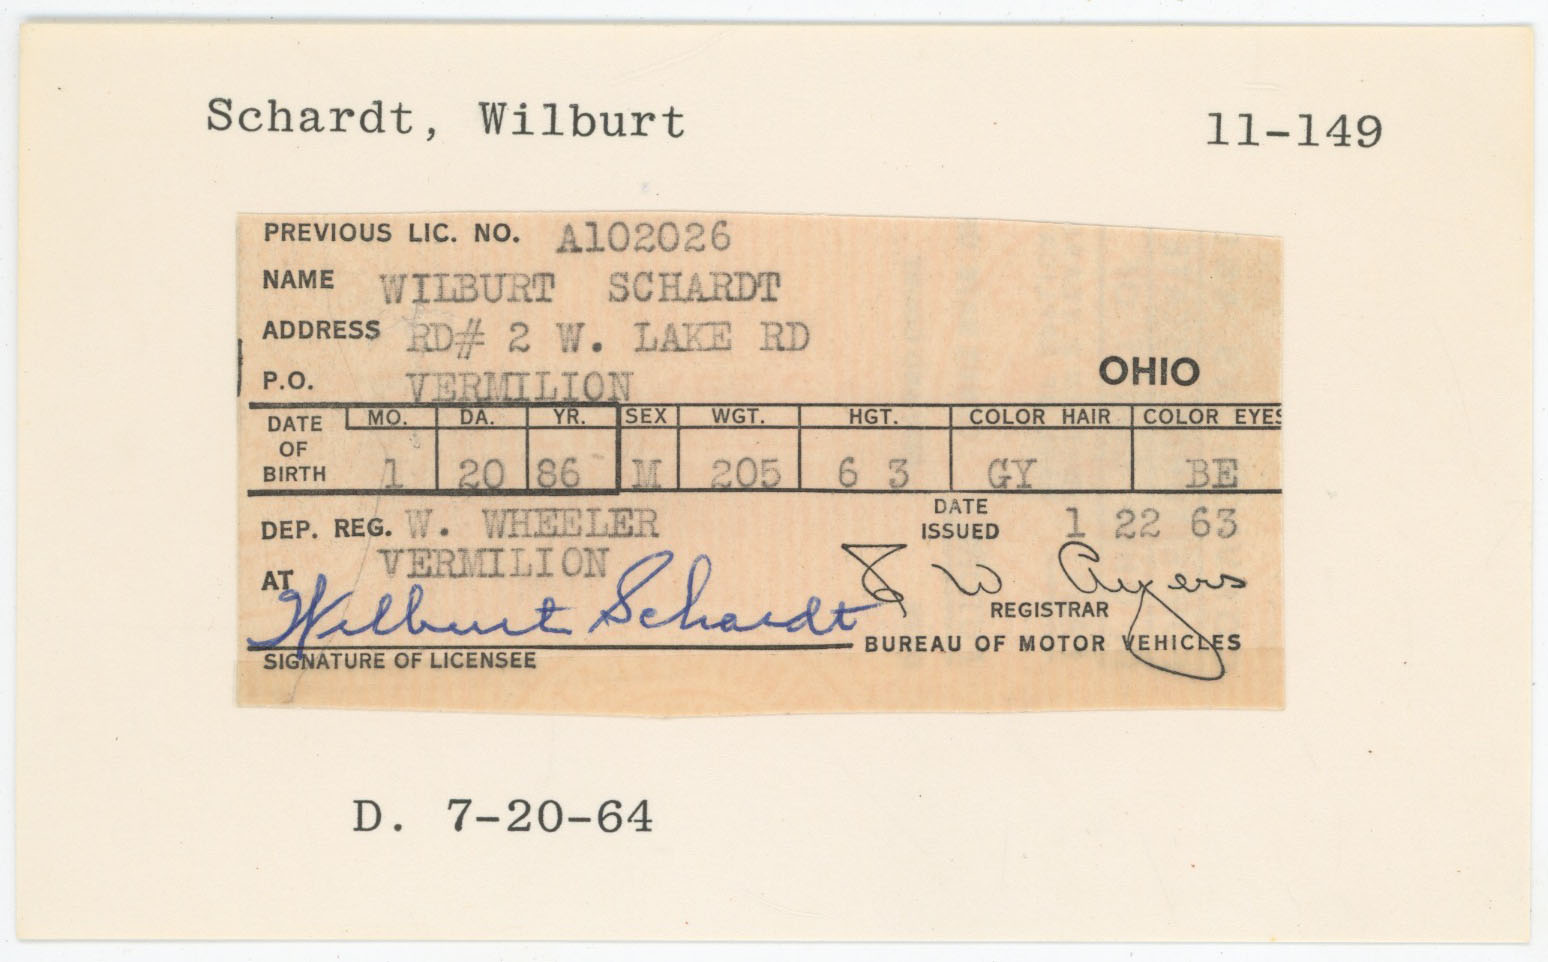 Schardt, Wilburt 11-149
PREVIOUS LIC. NO. A102026
NAME WILBURT SCHARDT
ADDRESS RD# 2 W. LAKE RD
P.O. VERMILION OHIO
DATE OF BIRTH MO. DA. YR. SEX WGT. HGT. COLOR HAIR COLOR EYES
1 20 86 M 205 6 3 GY BE
DEP. REG. W. WHEELER DATE ISSUED 1 22 63
AT VERMILION
Wilburt Schardt W Ayers
REGISTRAR
SIGNATURE OF LICENSEE BUREAU OF MOTOR VEHICLES
D. 7-20-64